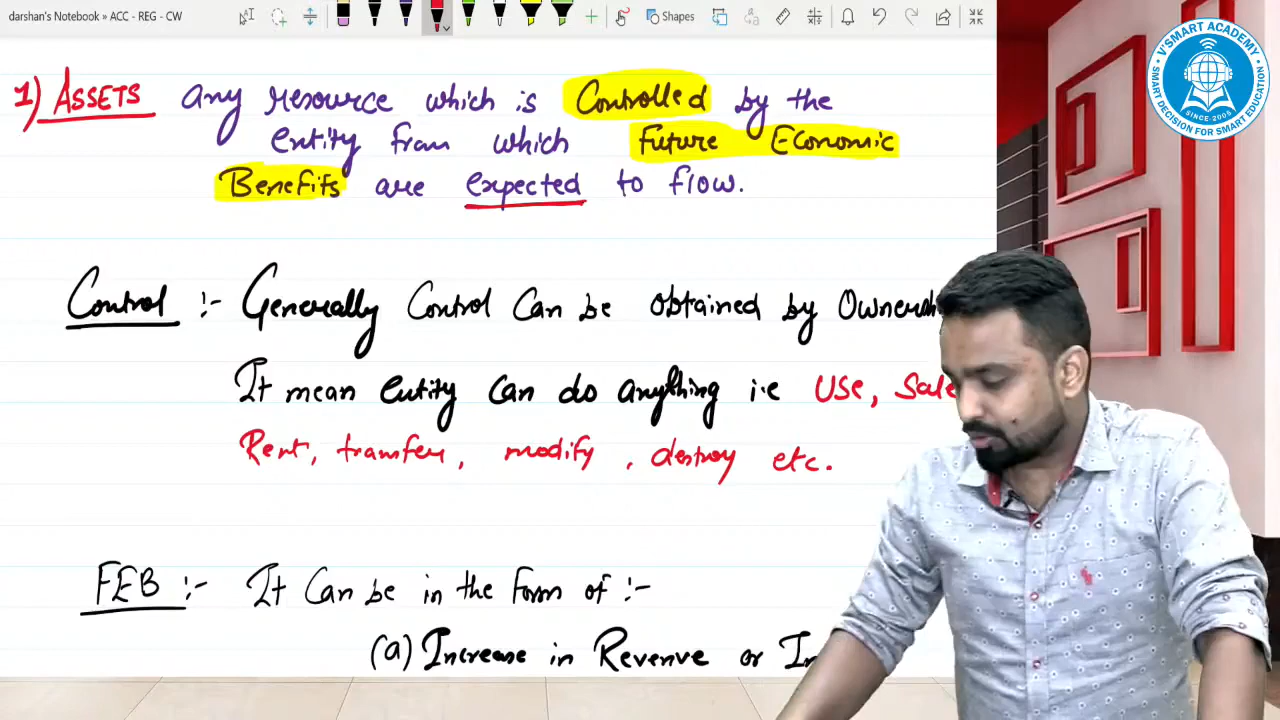 darshan's Notebook » ACC - REG - CW
Shapes
V'SMART ACADEMY
SINCE-2005
SMART DECISION FOR SMART EDUCATION
1) ASSETS any resource which is Controlled by the
entity from which Future Economic
Benefits are expected to flow.
Control :- Generally Control Can be obtained by
It mean entity can do anything i.e USE, Sale
Rent, transfer, modify, destroy etc.
FEB :- It Can be in the Form of :-
(a) Increase in Revenue or